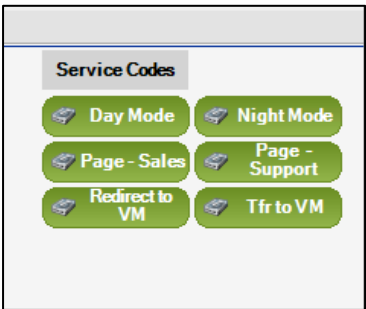 Service Codes
Day Mode
Night Mode
Page - Sales
Page -
Support
Redirect to
VM
Tfr to VM